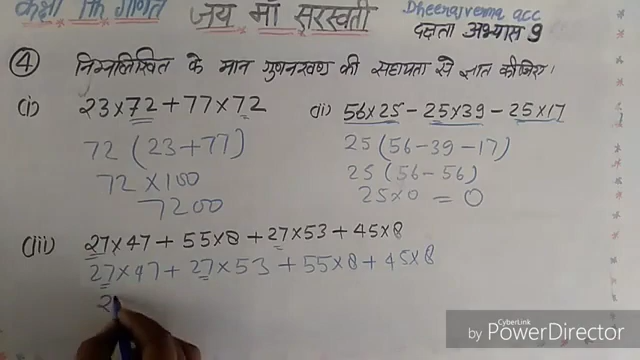 कक्षा 7th गणित जय माँ सरस्वती Dheenajverma acc
दक्षता अभ्यास 9
④ निम्नलिखित के मान गुणनखण्ड की सहायता से ज्ञात कीजिए।
(i) 23×72+77×72
72(23+77)
72×100
7200
(ii) 56×25-25×39-25×17
25(56-39-17)
25(56-56)
25×0 = 0
(iii) 27×47+55×8+27×53+45×8
27×47+27×53+55×8+45×8
2
CyberLink
by PowerDirector